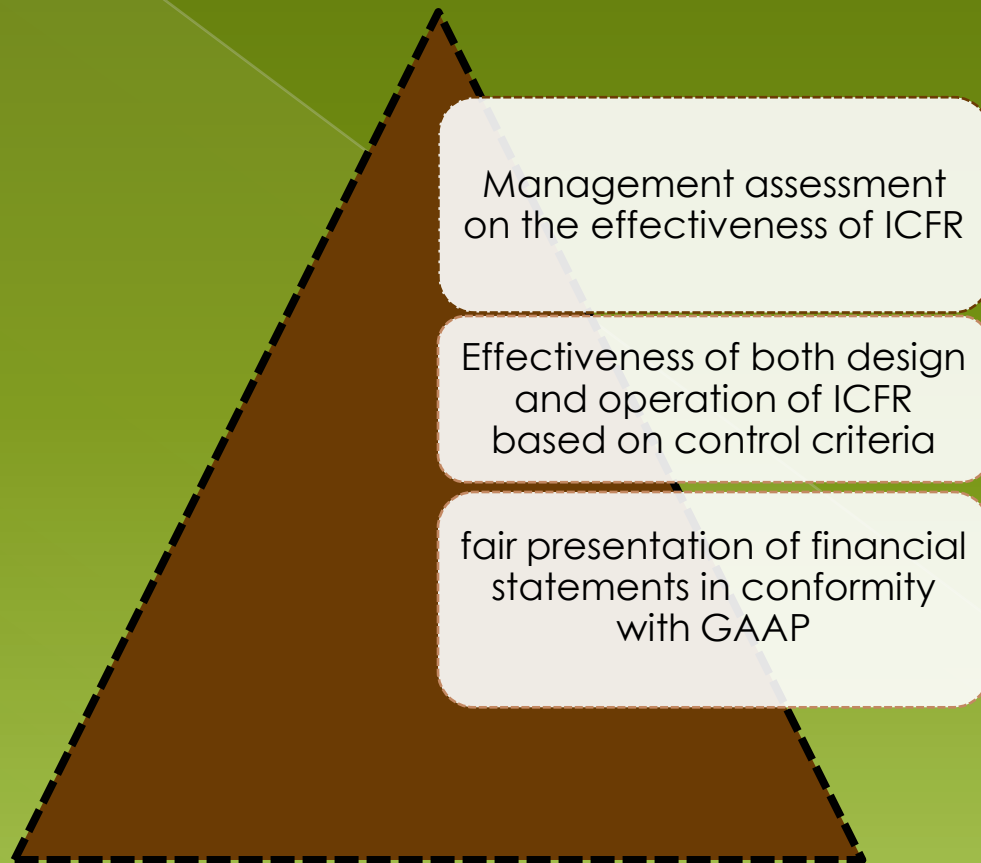 Management assessment
on the effectiveness of ICFR
Effectiveness of both design
and operation of ICFR
based on control criteria
fair presentation of financial
statements in conformity
with GAAP